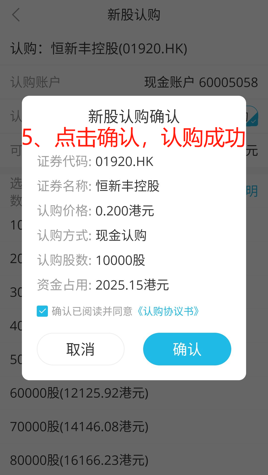 新股认购
认购：恒新丰控股(01920.HK)
认购账户 现金账户 60005058
新股认购确认
5、点击确认，认购成功
证券代码: 01920.HK
证券名称: 恒新丰控股
认购价格: 0.200港元
认购方式: 现金认购
认购股数: 10000股
资金占用: 2025.15港元
确认已阅读并同意《认购协议书》
取消 确认
60000股(12125.92港元)
70000股(14146.08港元)
80000股(16166.23港元)